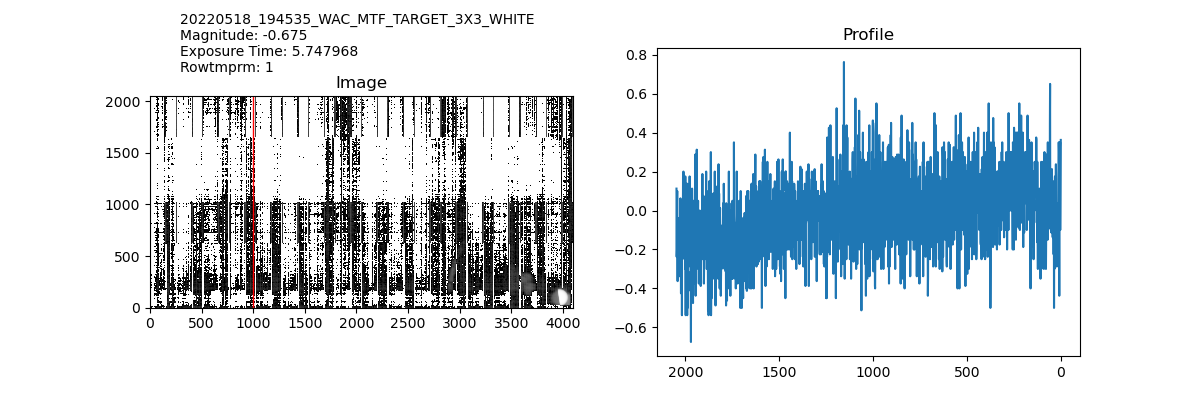 20220518_194535_WAC_MTF_TARGET_3X3_WHITE
Magnitude: -0.675
Exposure Time: 5.747968
Rowtmprm: 1
Image
2000
1500
1000
500
0
0 500 1000 1500 2000 2500 3000 3500 4000
Profile
0.8
0.6
0.4
0.2
0.0
−0.2
−0.4
−0.6
2000 1500 1000 500 0